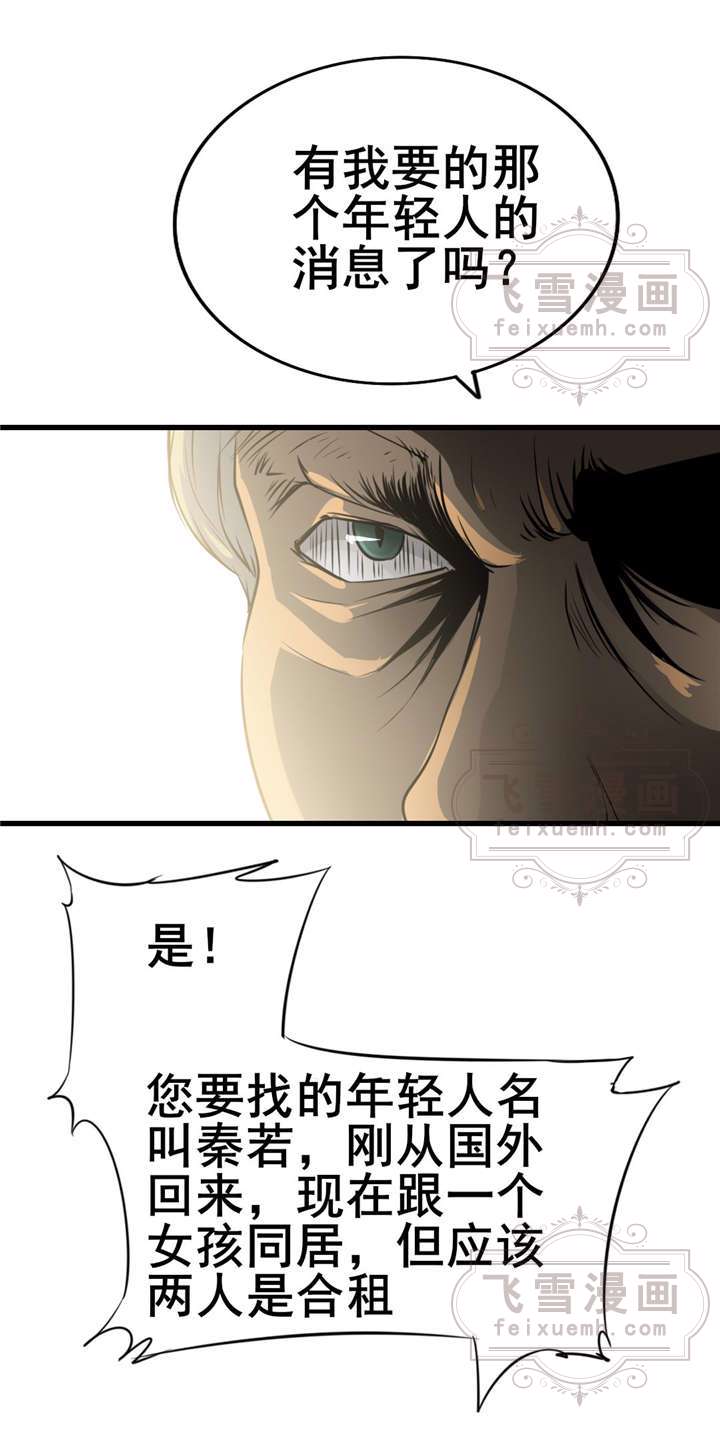 有我要的那
个年轻人的
消息了吗?
飞雪漫画
feixuemh.com
飞雪漫画
feixuemh.com
是!
您要找的年轻人名
叫秦若,刚从国外
回来,现在跟一个
女孩同居,但应该
两人是合租
飞雪漫画
feixuemh.com